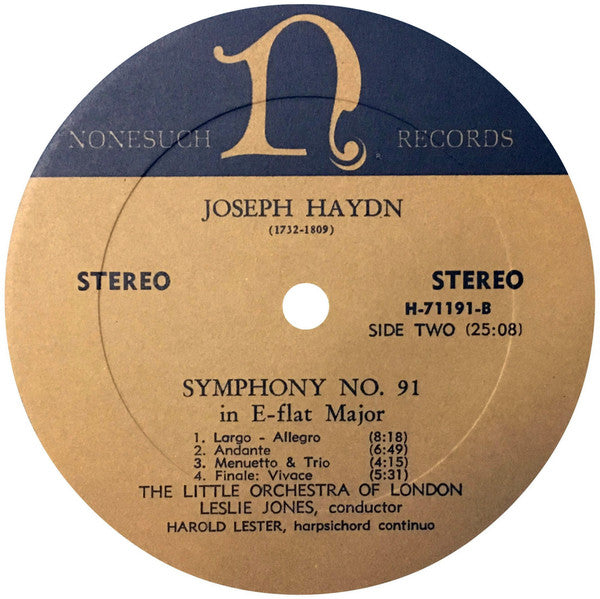 n
NONESUCH RECORDS
®
JOSEPH HAYDN
(1732-1809)
STEREO STEREO
H-71191-B
SIDE TWO (25:08)
SYMPHONY NO. 91
in E-flat Major
1. Largo - Allegro (8:18)
2. Andante (6:49)
3. Menuetto & Trio (4:15)
4. Finale: Vivace (5:31)
THE LITTLE ORCHESTRA OF LONDON
LESLIE JONES, conductor
HAROLD LESTER, harpsichord continuo